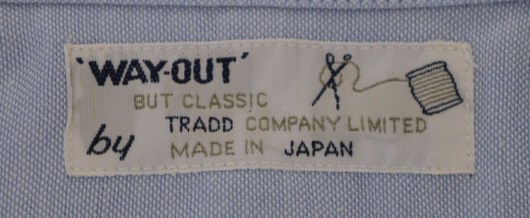 'WAY-OUT'
BUT CLASSIC
by TRADD COMPANY LIMITED
MADE IN JAPAN